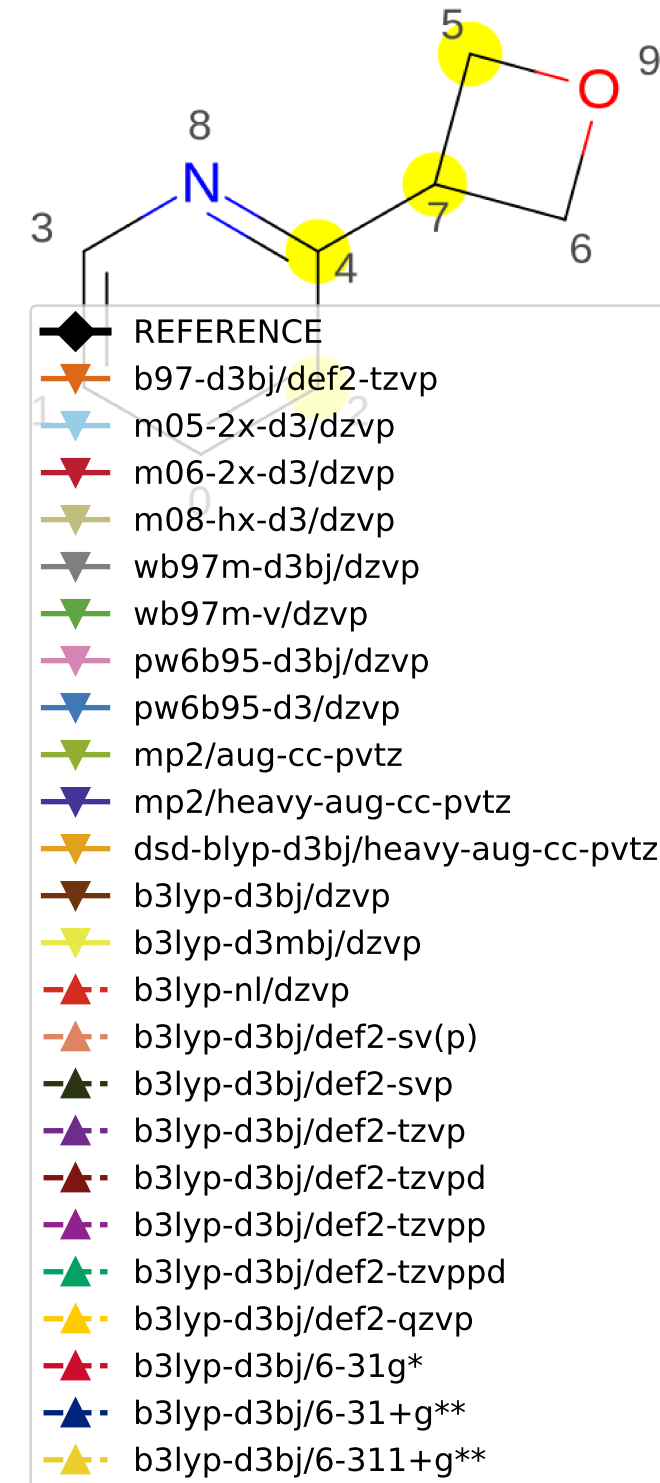 5
O 9
8
N
7
3
6
4
REFERENCE
b97-d3bj/def2-tzvp
1 2
m05-2x-d3/dzvp
m06-2x-d3/dzvp
0
m08-hx-d3/dzvp
wb97m-d3bj/dzvp
wb97m-v/dzvp
pw6b95-d3bj/dzvp
pw6b95-d3/dzvp
mp2/aug-cc-pvtz
mp2/heavy-aug-cc-pvtz
dsd-blyp-d3bj/heavy-aug-cc-pvtz
b3lyp-d3bj/dzvp
b3lyp-d3mbj/dzvp
b3lyp-nl/dzvp
b3lyp-d3bj/def2-sv(p)
b3lyp-d3bj/def2-svp
b3lyp-d3bj/def2-tzvp
b3lyp-d3bj/def2-tzvpd
b3lyp-d3bj/def2-tzvpp
b3lyp-d3bj/def2-tzvppd
b3lyp-d3bj/def2-qzvp
b3lyp-d3bj/6-31g*
b3lyp-d3bj/6-31+g**
b3lyp-d3bj/6-311+g**